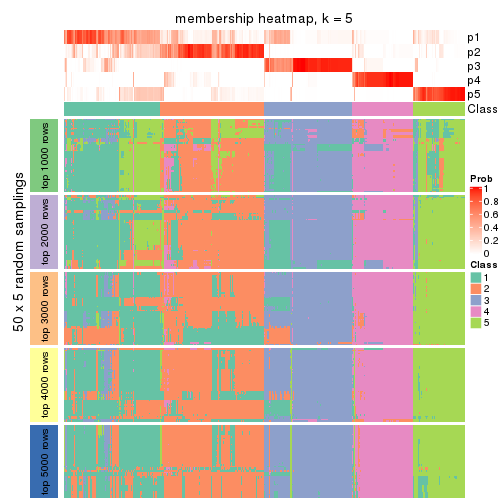 membership heatmap, k = 5
p1
p2
p3
p4
p5
Class
50 x 5 random samplings
top 1000 rows
top 2000 rows
top 3000 rows
top 4000 rows
top 5000 rows
Prob
1
0.8
0.6
0.4
0.2
0
Class
1
2
3
4
5